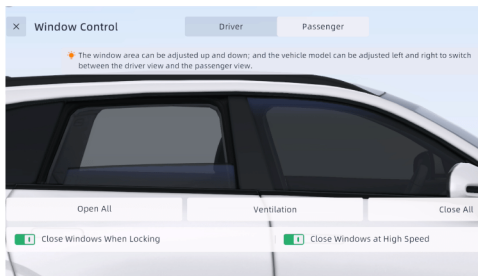 × Window Control Driver Passenger
The window area can be adjusted up and down; and the vehicle model can be adjusted left and right to switch
between the driver view and the passenger view.
Open All Ventilation Close All
Close Windows When Locking Close Windows at High Speed